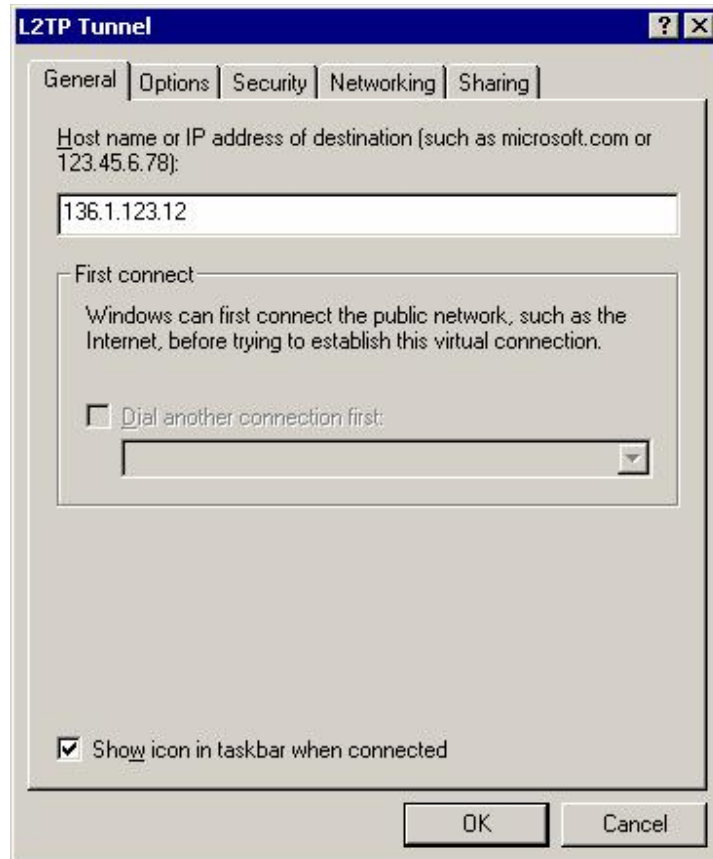 L2TP Tunnel
General Options Security Networking Sharing
Host name or IP address of destination (such as microsoft.com or
123.45.6.78):
136.1.123.12
First connect
Windows can first connect the public network, such as the
Internet, before trying to establish this virtual connection.
Dial another connection first:
Show icon in taskbar when connected
OK Cancel